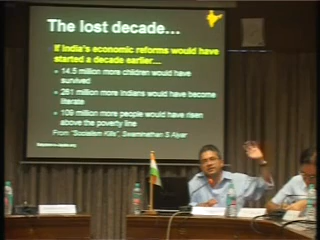 The lost decade...
If India's economic reforms would have
started a decade earlier...
14.5 million more children would have
survived
261 million more Indians would have become
literate
109 million more people would have risen
above the poverty line
From "Socialism Kills", Swaminathan S Aiyar